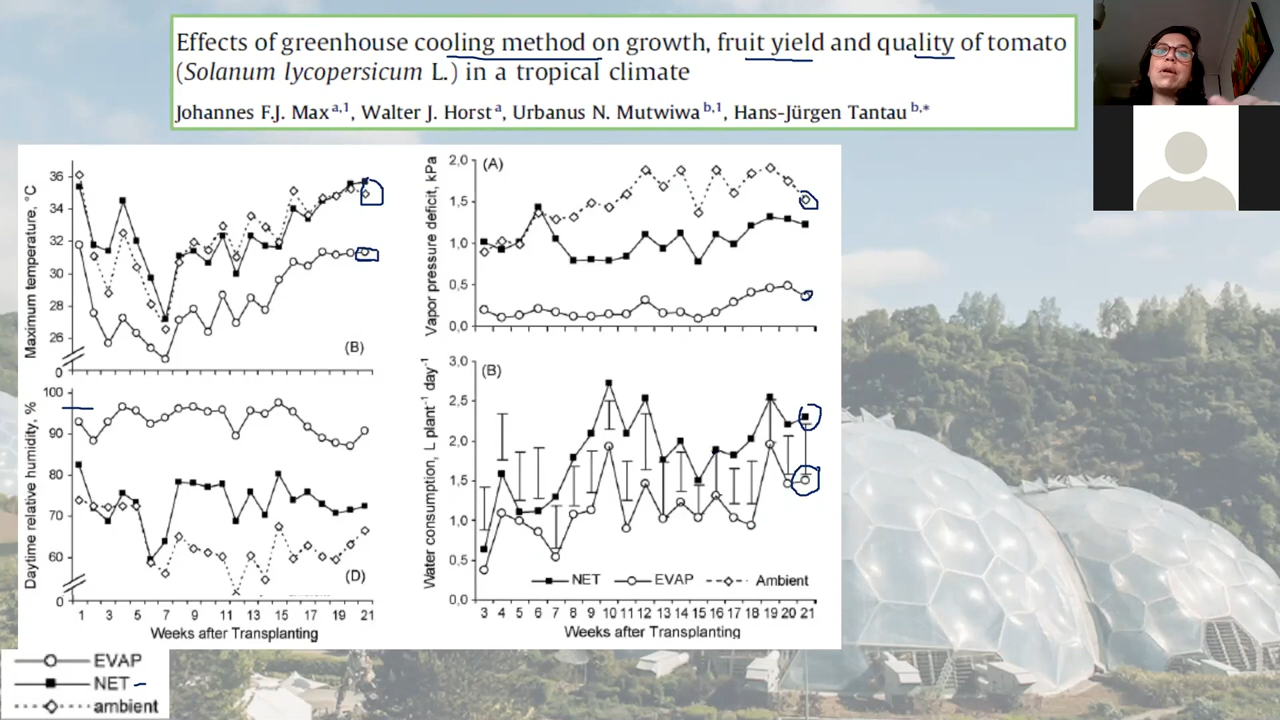 Effects of greenhouse cooling method on growth, fruit yield and quality of tomato
(Solanum lycopersicum L.) in a tropical climate
Johannes F.J. Max a,1, Walter J. Horst a, Urbanus N. Mutwiwa b,1, Hans-Jürgen Tantau b,*
Maximum temperature, °C
36
34
32
30
28
26
0
(B)
Daytime relative humidity, %
100
90
80
70
60
0
(D)
1 3 5 7 9 11 13 15 17 19 21
Weeks after Transplanting
Vapor pressure deficit, kPa
(A)
2,0
1,5
1,0
0,5
0,0
Water consumption, L plant-1 day-1
(B)
3,0
2,5
2,0
1,5
1,0
0,5
0,0
NET EVAP Ambient
3 4 5 6 7 8 9 10 11 12 13 14 15 16 17 18 19 20 21
Weeks after Transplanting
EVAP
NET
ambient